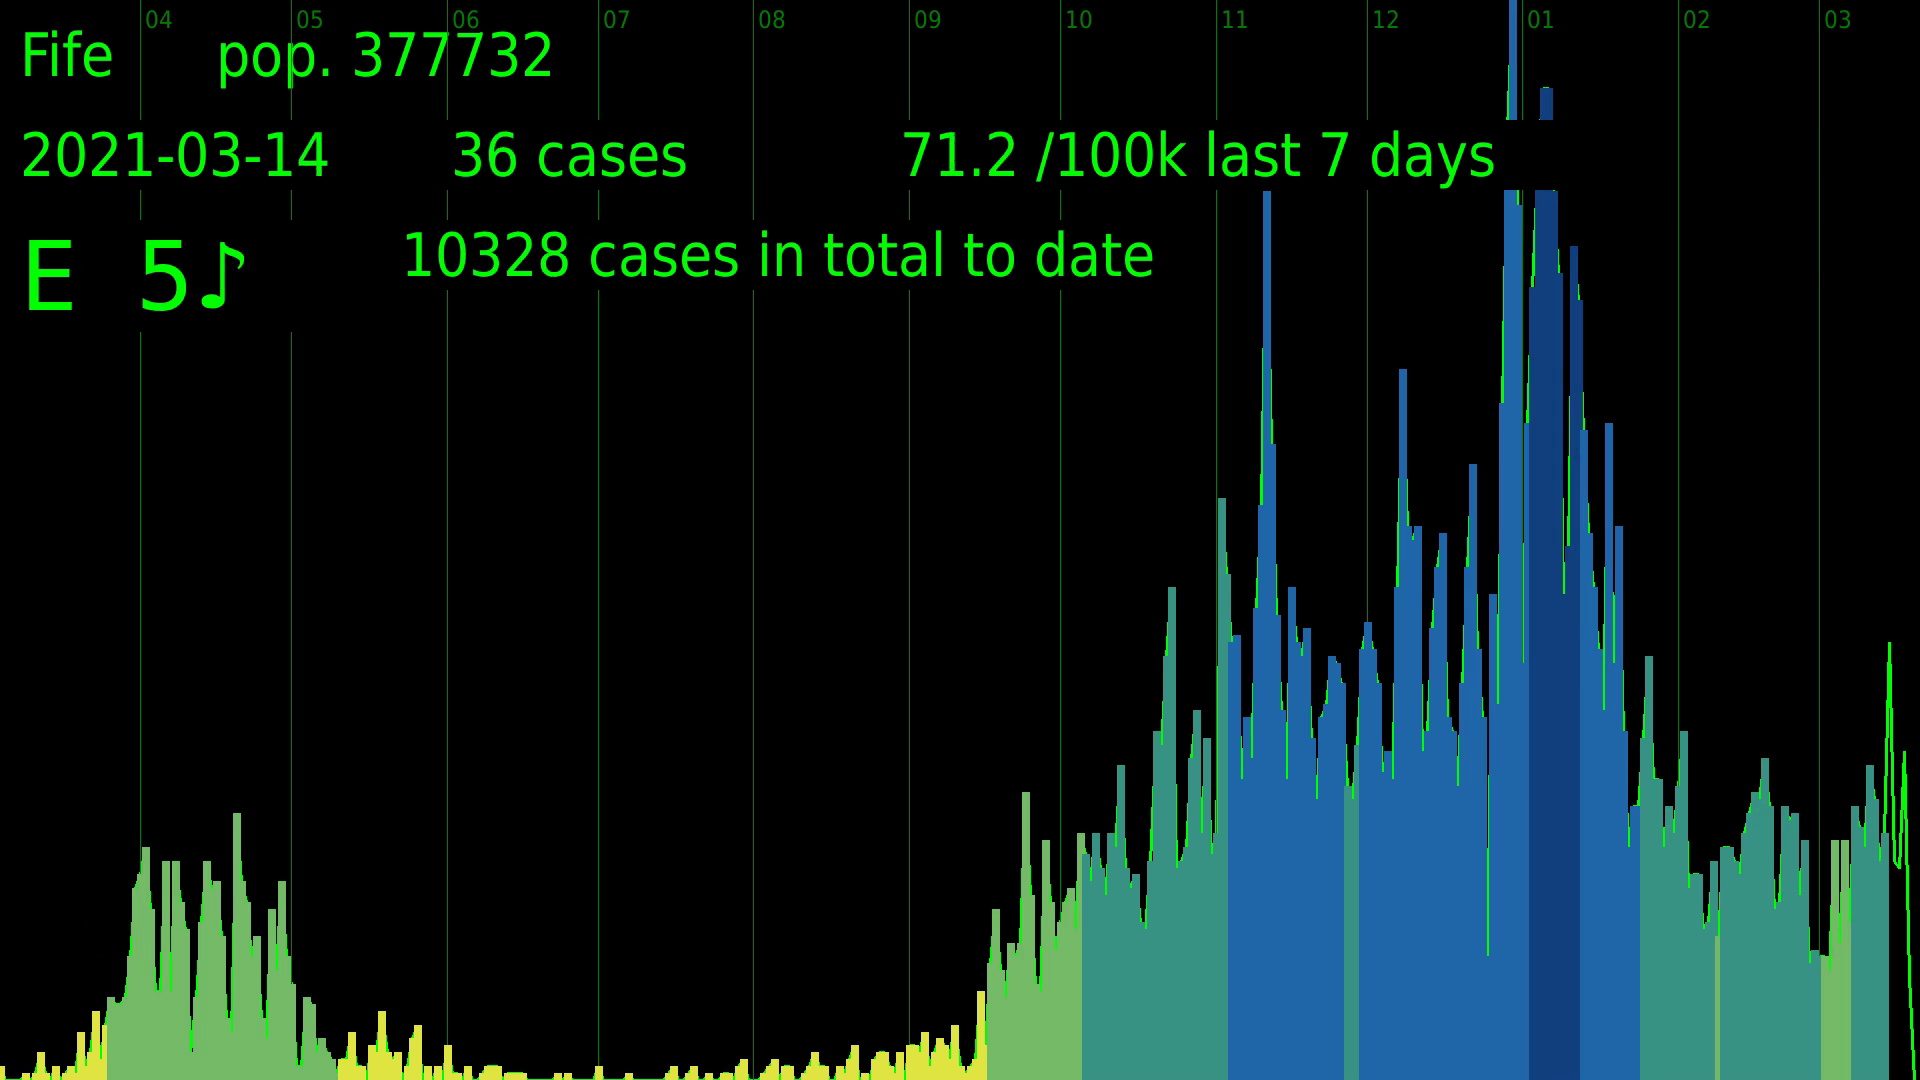 04 05 06 07 08 09 10 11 12 01 02 03
Fife pop. 377732
2021-03-14 36 cases 71.2 /100k last 7 days
E 5♪ 10328 cases in total to date